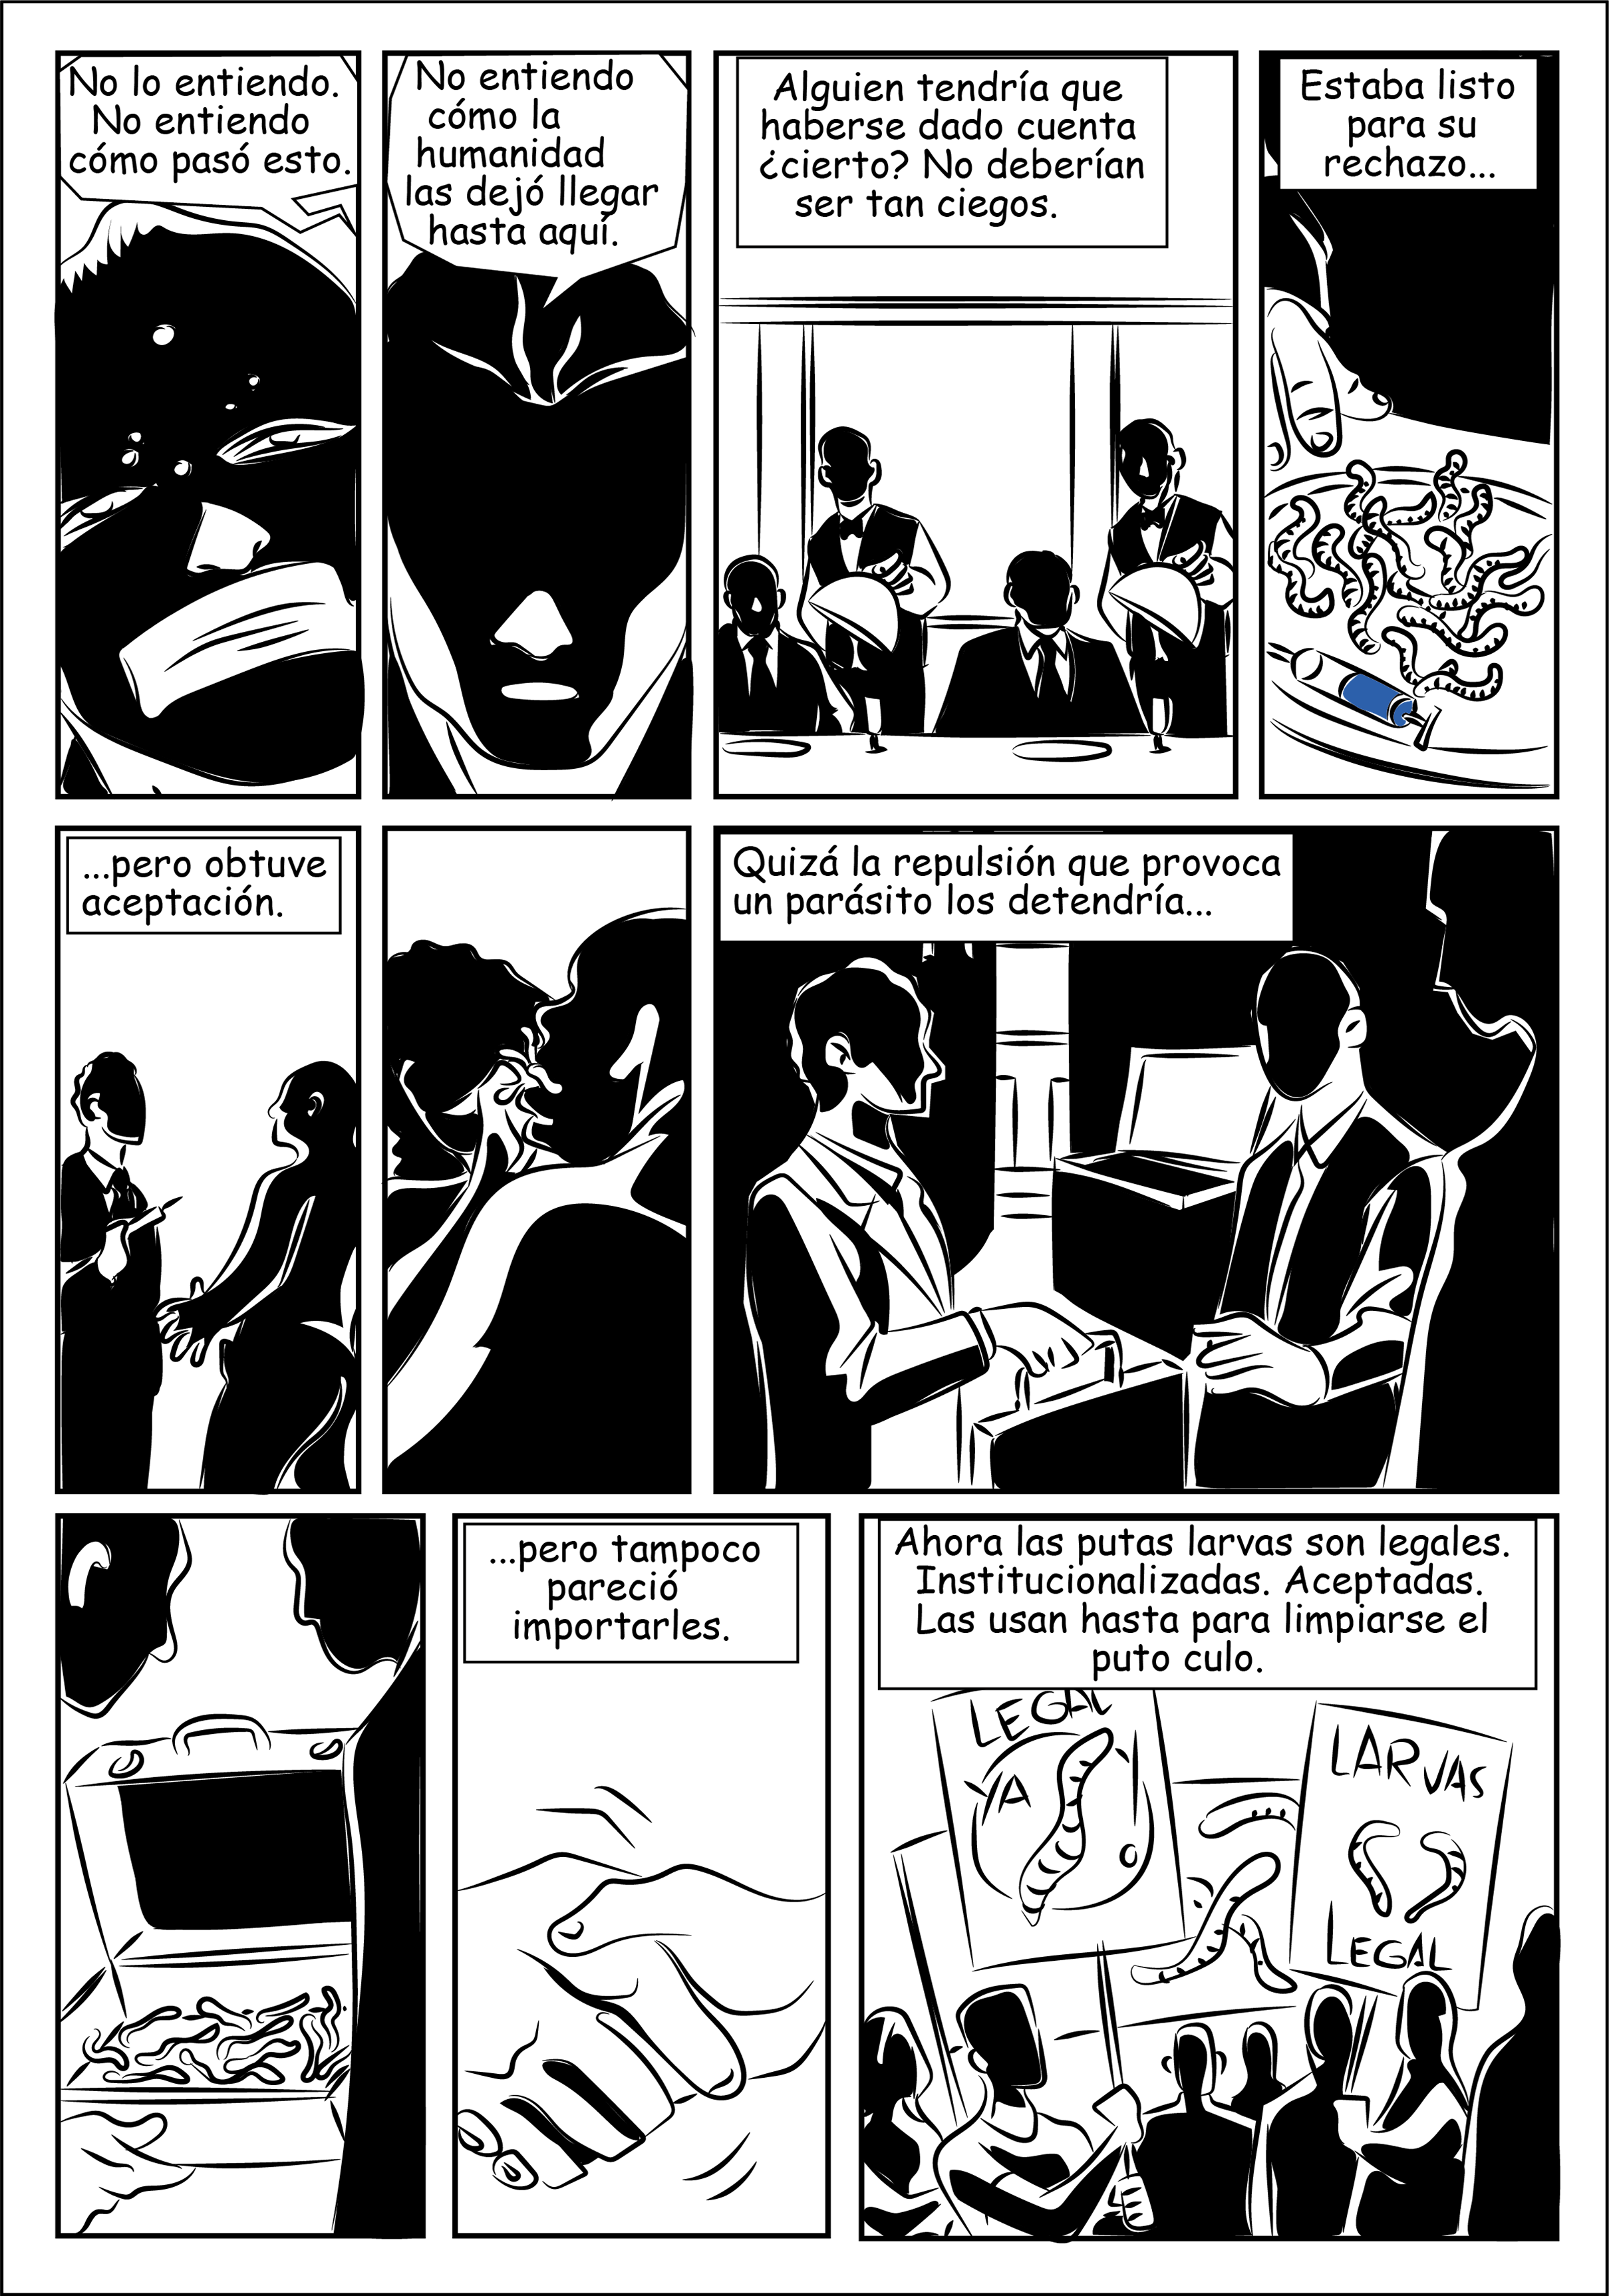 No lo entiendo.
No entiendo
cómo pasó esto.
No entiendo
cómo la
humanidad
las dejó llegar
hasta aquí.
Alguien tendría que
haberse dado cuenta
¿cierto? No deberían
ser tan ciegos.
Estaba listo
para su
rechazo...
...pero obtuve
aceptación.
Quizá la repulsión que provoca
un parásito los detendría...
...pero tampoco
pareció
importarles.
Ahora las putas larvas son legales.
Institucionalizadas. Aceptadas.
Las usan hasta para limpiarse el
puto culo.
LEGAL
YA
!
LARVAS
LEGAL